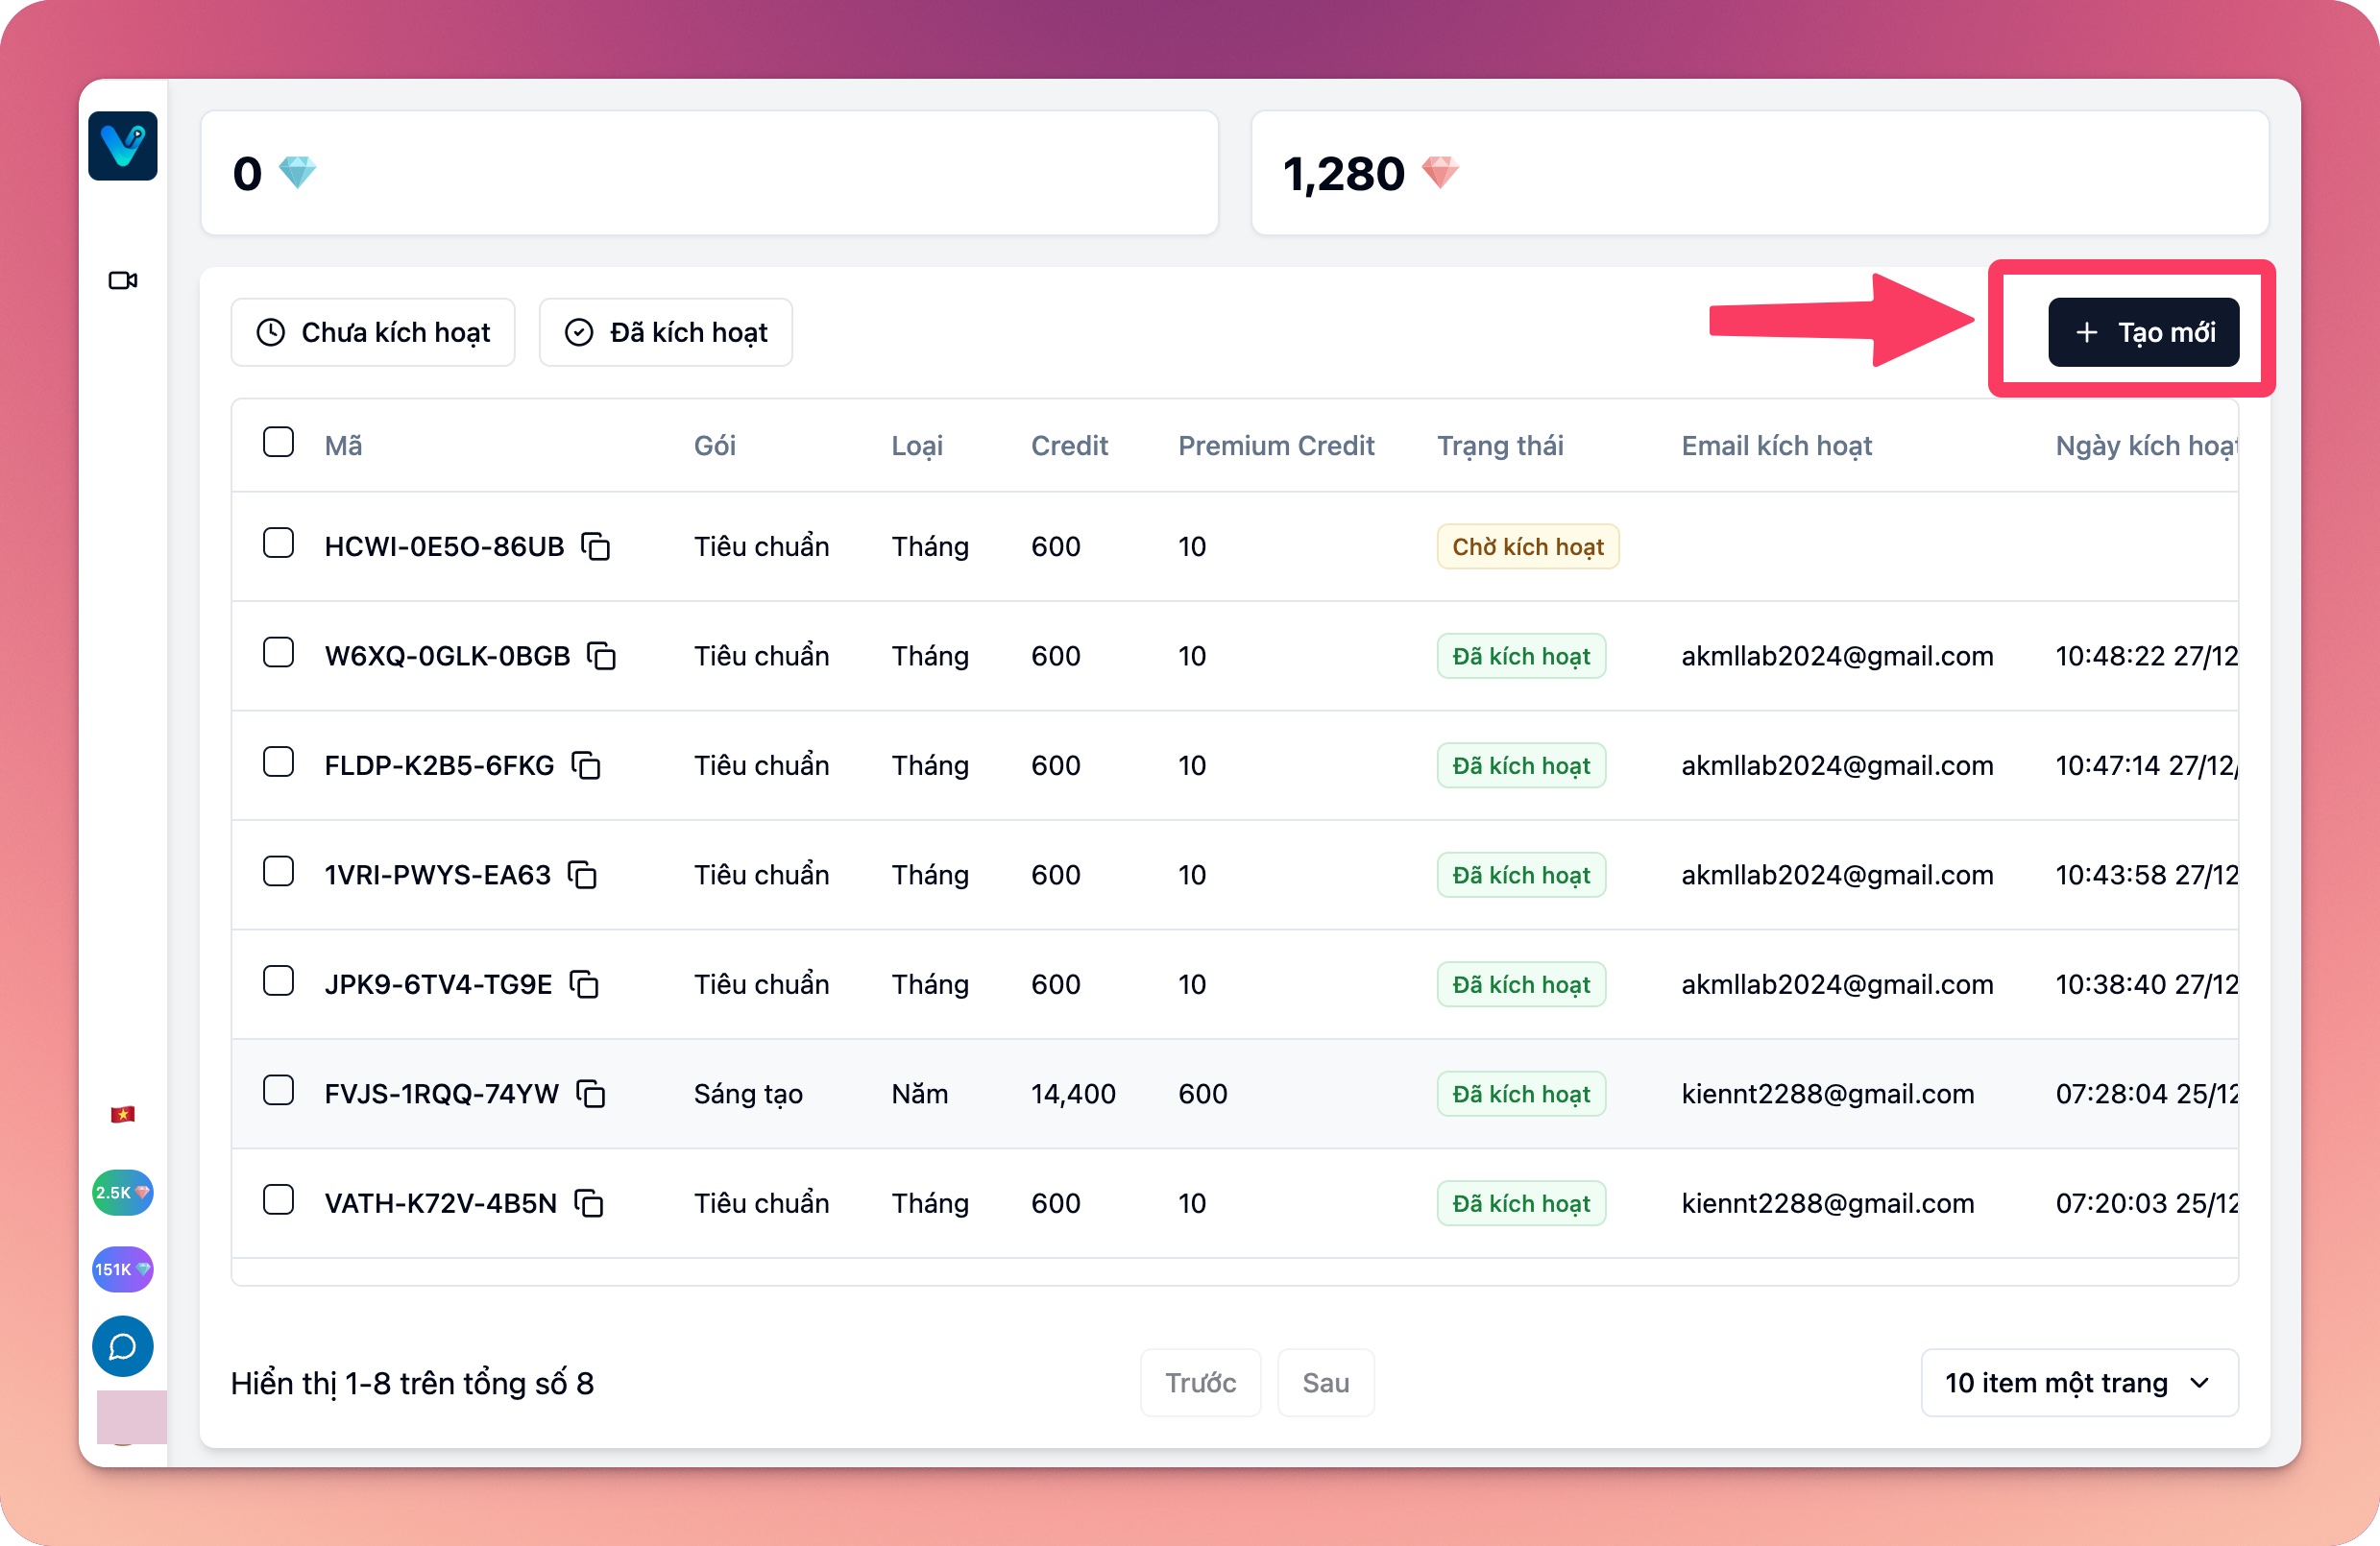 0
1,280
Chưa kích hoạt
Đã kích hoạt
+ Tạo mới
Mã Gói Loại Credit Premium Credit Trạng thái Email kích hoạt Ngày kích hoạt
HCWI-0E5O-86UB Tiêu chuẩn Tháng 600 10 Chờ kích hoạt
W6XQ-0GLK-0BGB Tiêu chuẩn Tháng 600 10 Đã kích hoạt akmllab2024@gmail.com 10:48:22 27/12
FLDP-K2B5-6FKG Tiêu chuẩn Tháng 600 10 Đã kích hoạt akmllab2024@gmail.com 10:47:14 27/12/
1VRI-PWYS-EA63 Tiêu chuẩn Tháng 600 10 Đã kích hoạt akmllab2024@gmail.com 10:43:58 27/12
JPK9-6TV4-TG9E Tiêu chuẩn Tháng 600 10 Đã kích hoạt akmllab2024@gmail.com 10:38:40 27/12
FVJS-1RQQ-74YW Sáng tạo Năm 14,400 600 Đã kích hoạt kiennt2288@gmail.com 07:28:04 25/12
VATH-K72V-4B5N Tiêu chuẩn Tháng 600 10 Đã kích hoạt kiennt2288@gmail.com 07:20:03 25/12
2.5K
151K
Hiển thị 1-8 trên tổng số 8
Trước
Sau
10 item một trang